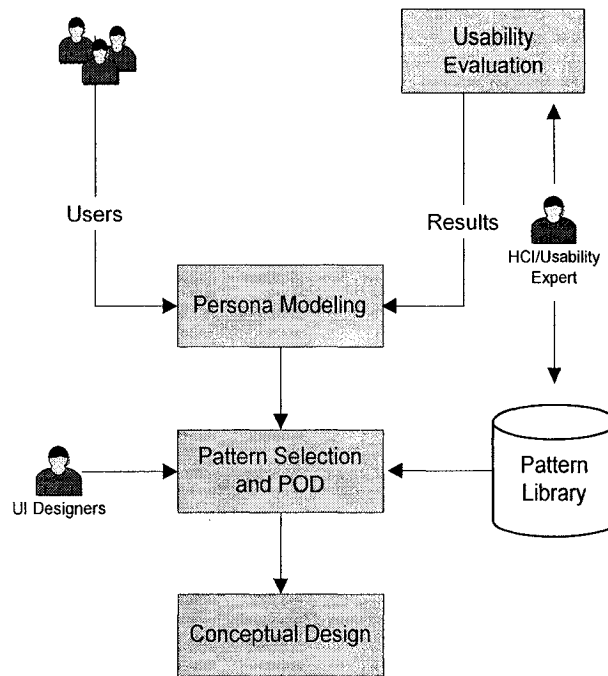 Usability
Evaluation
Users
Results
HCI/Usability
Expert
Persona Modeling
Pattern Selection
and POD
Pattern
Library
UI Designers
Conceptual Design